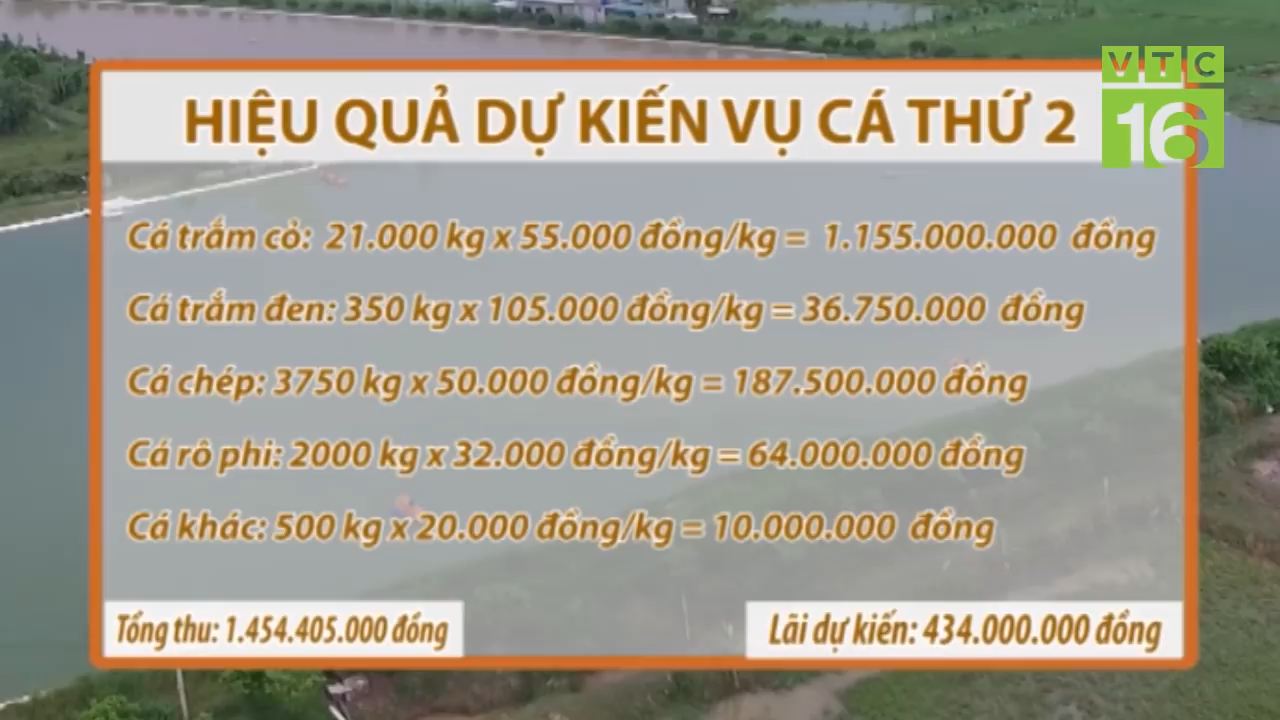 VTC
16
HIỆU QUẢ DỰ KIẾN VỤ CÁ THỨ 2
Cá trắm cỏ: 21.000 kg x 55.000 đồng/kg = 1.155.000.000 đồng
Cá trắm đen: 350 kg x 105.000 đồng/kg = 36.750.000 đồng
Cá chép: 3750 kg x 50.000 đồng/kg = 187.500.000 đồng
Cá rô phi: 2000 kg x 32.000 đồng/kg = 64.000.000 đồng
Cá khác: 500 kg x 20.000 đồng/kg = 10.000.000 đồng
Tổng thu: 1.454.405.000 đồng
Lãi dự kiến: 434.000.000 đồng